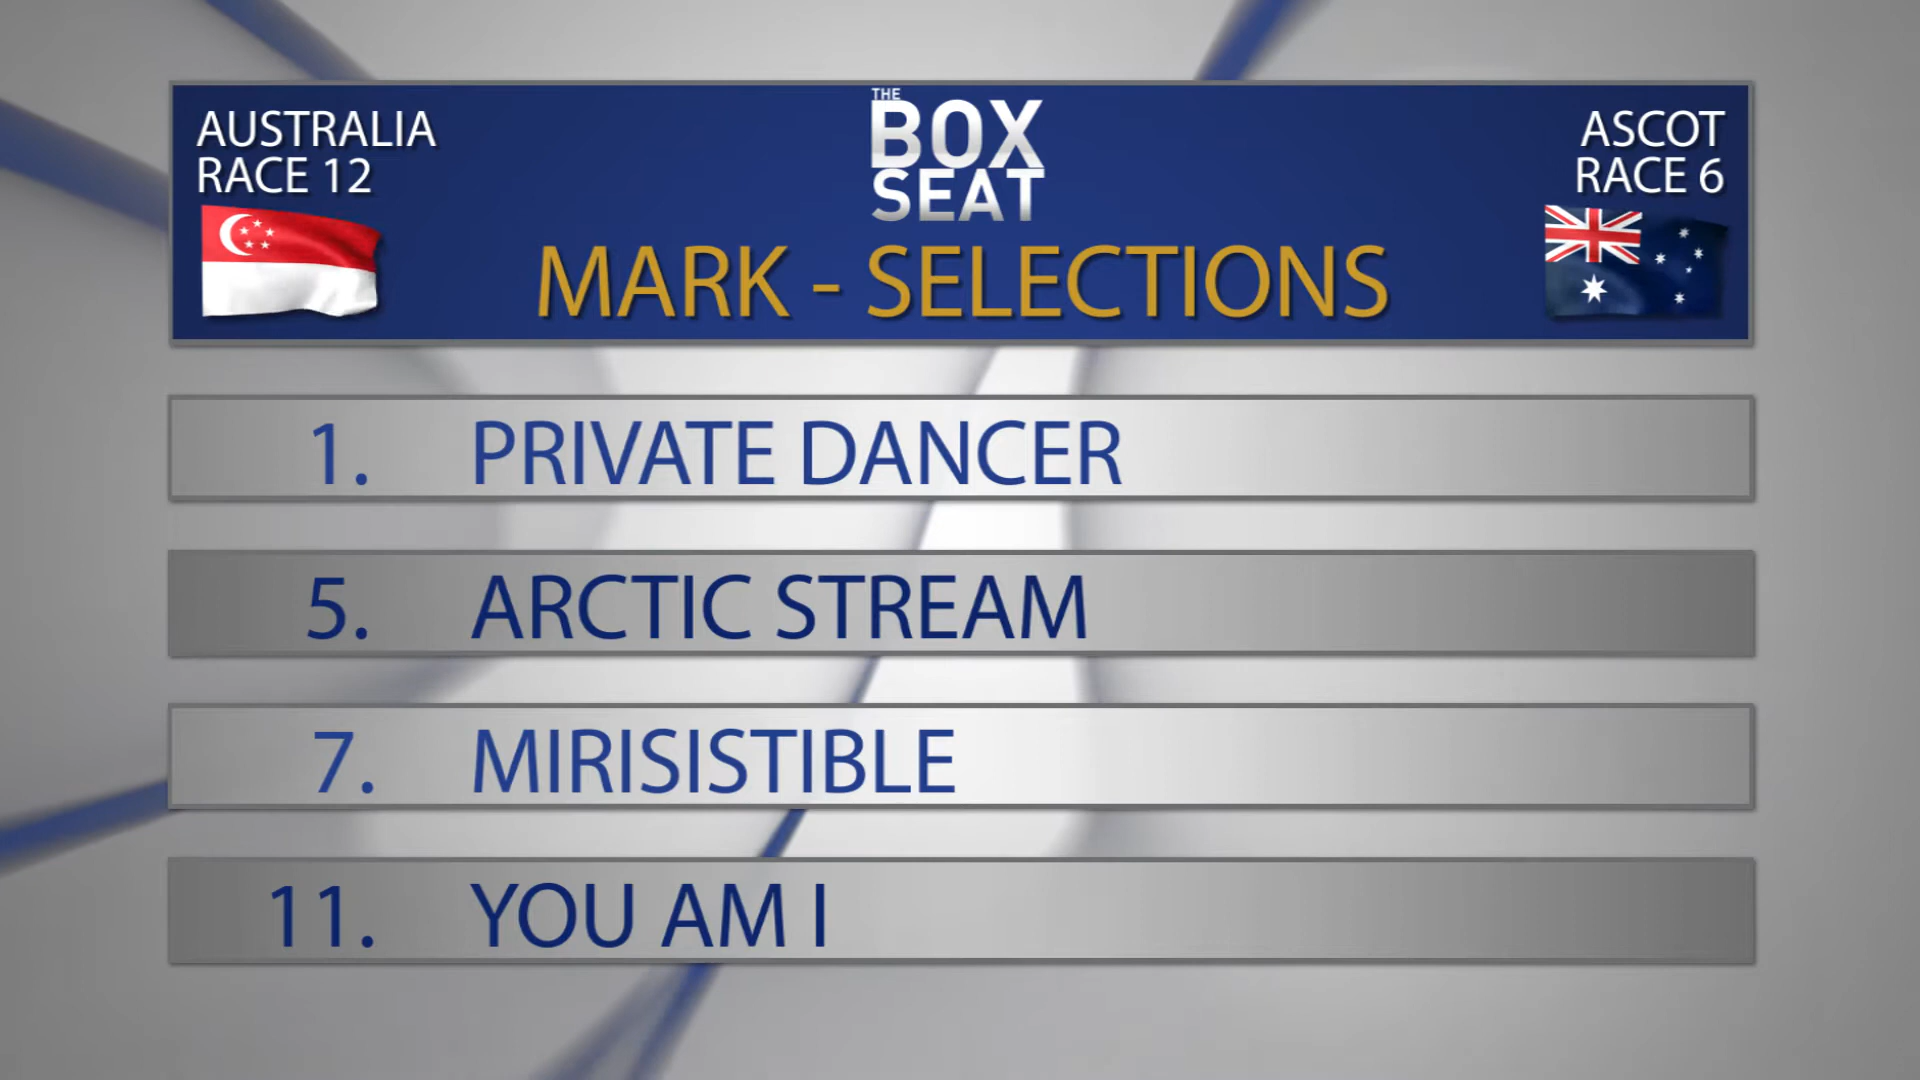 AUSTRALIA
RACE 12
THE
BOX
SEAT
ASCOT
RACE 6
MARK - SELECTIONS
1. PRIVATE DANCER
5. ARCTIC STREAM
7. MIRISISTIBLE
11. YOU AM I